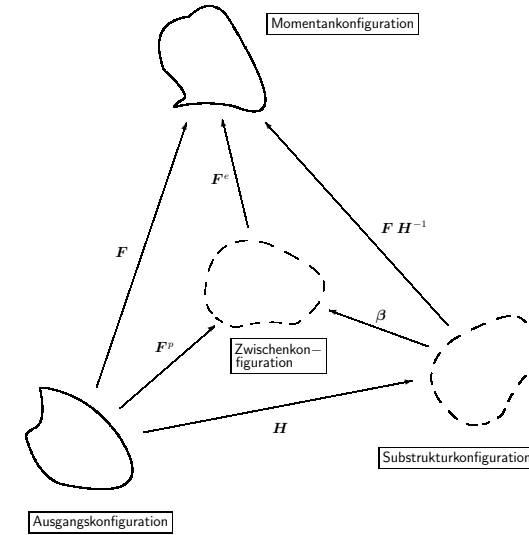 Momentankonfiguration
F^e
F H^{-1}
F
β
F^p
Zwischenkon−
figuration
H
Substrukturkonfiguration
Ausgangskonfiguration